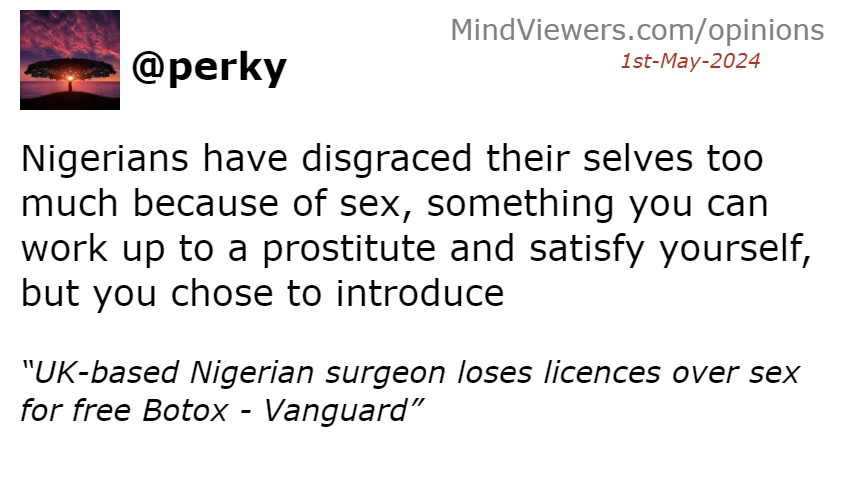 MindViewers.com/opinions
1st-May-2024
@perky
Nigerians have disgraced their selves too
much because of sex, something you can
work up to a prostitute and satisfy yourself,
but you chose to introduce
“UK-based Nigerian surgeon loses licences over sex
for free Botox - Vanguard”